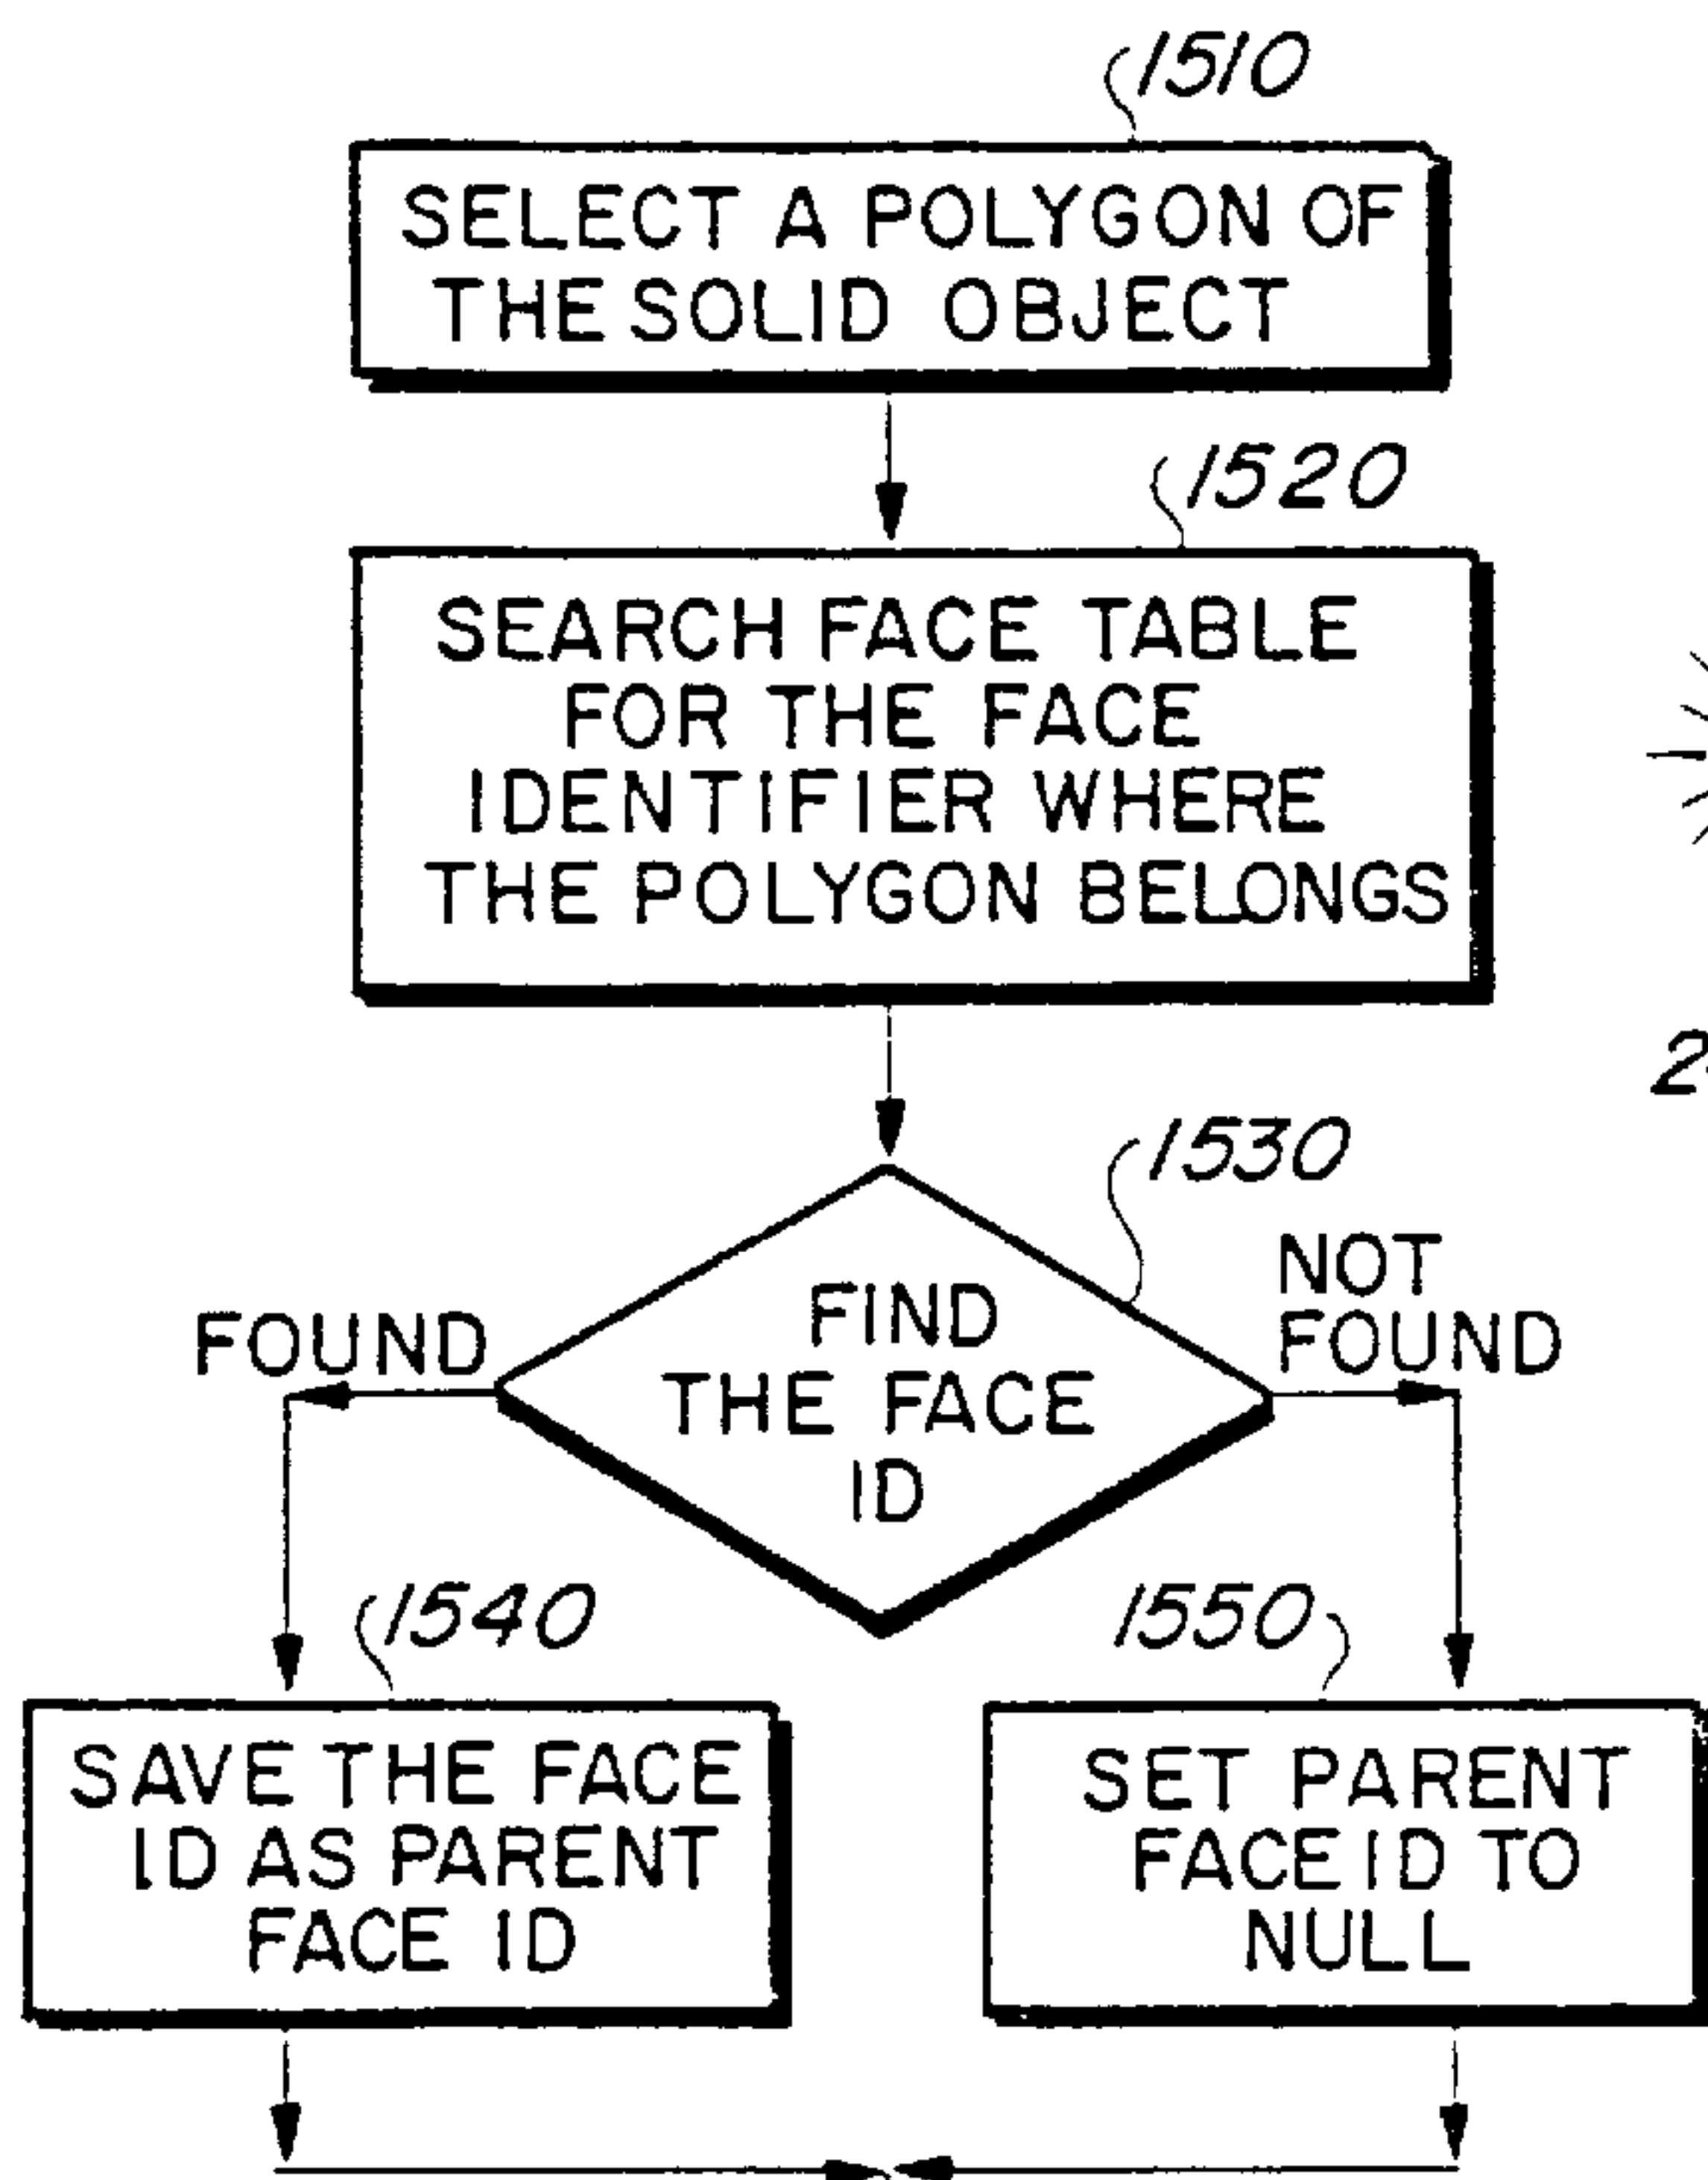 1510
SELECT A POLYGON OF
THE SOLID OBJECT
1520
SEARCH FACE TABLE
FOR THE FACE
IDENTIFIER WHERE
THE POLYGON BELONGS
1530
FOUND
FIND
THE FACE
ID
NOT
FOUND
1540
SAVE THE FACE
ID AS PARENT
FACE ID
1550
SET PARENT
FACE ID TO
NULL